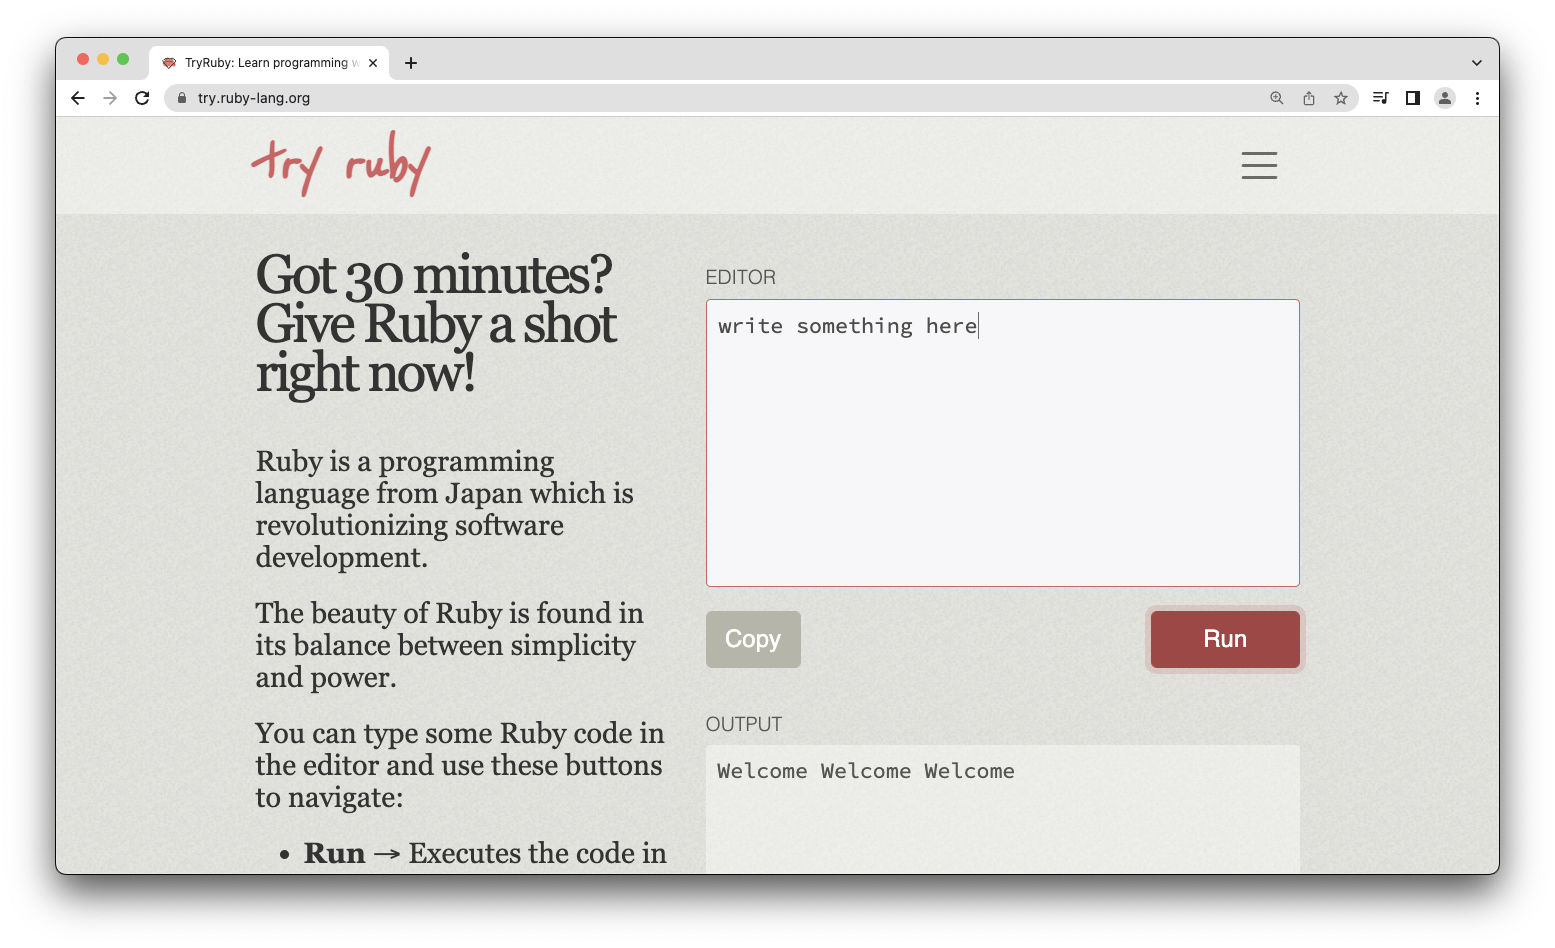 TryRuby: Learn programming w
try.ruby-lang.org
try ruby
Got 30 minutes?
Give Ruby a shot
right now!
Ruby is a programming
language from Japan which is
revolutionizing software
development.
The beauty of Ruby is found in
its balance between simplicity
and power.
You can type some Ruby code in
the editor and use these buttons
to navigate:
• Run → Executes the code in
EDITOR
write something here
Copy
Run
OUTPUT
Welcome Welcome Welcome